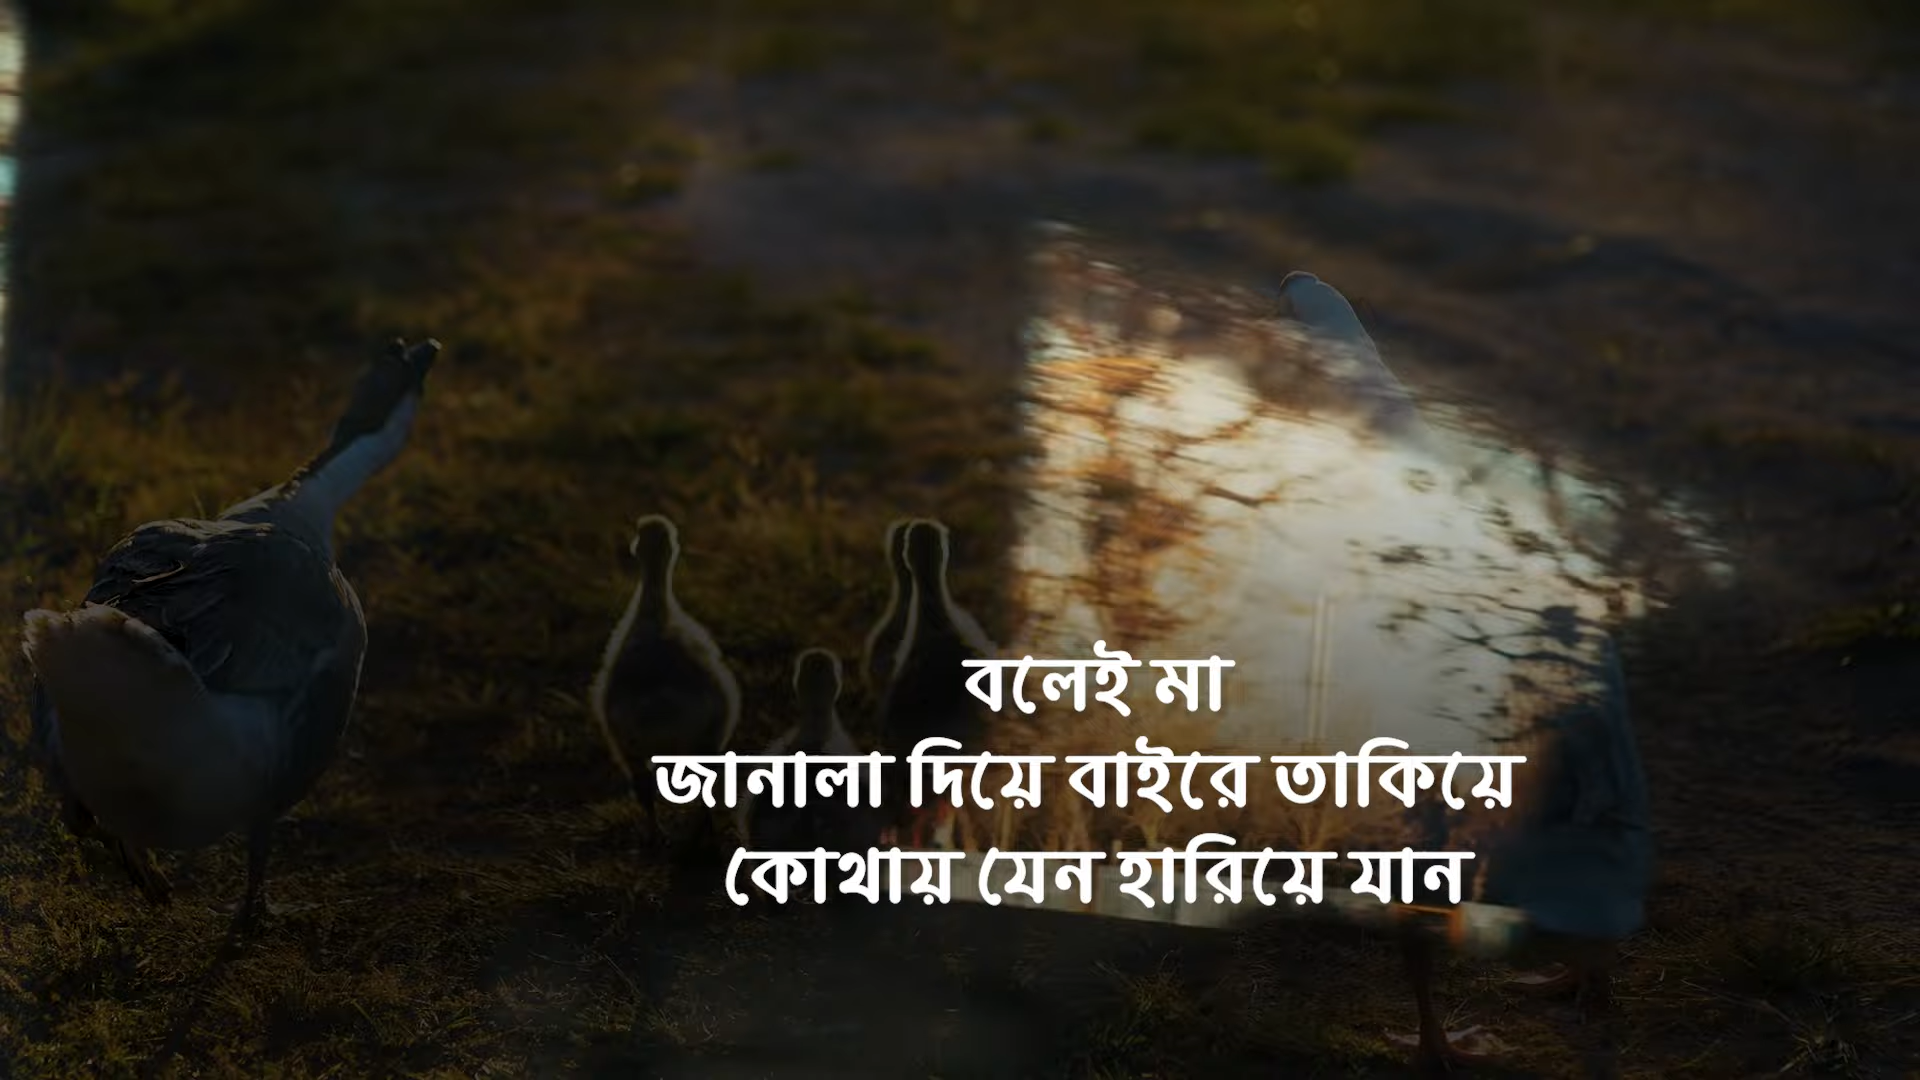 বলেই মা
জানালা দিয়ে বাইরে তাকিয়ে
কোথায় যেন হারিয়ে যান